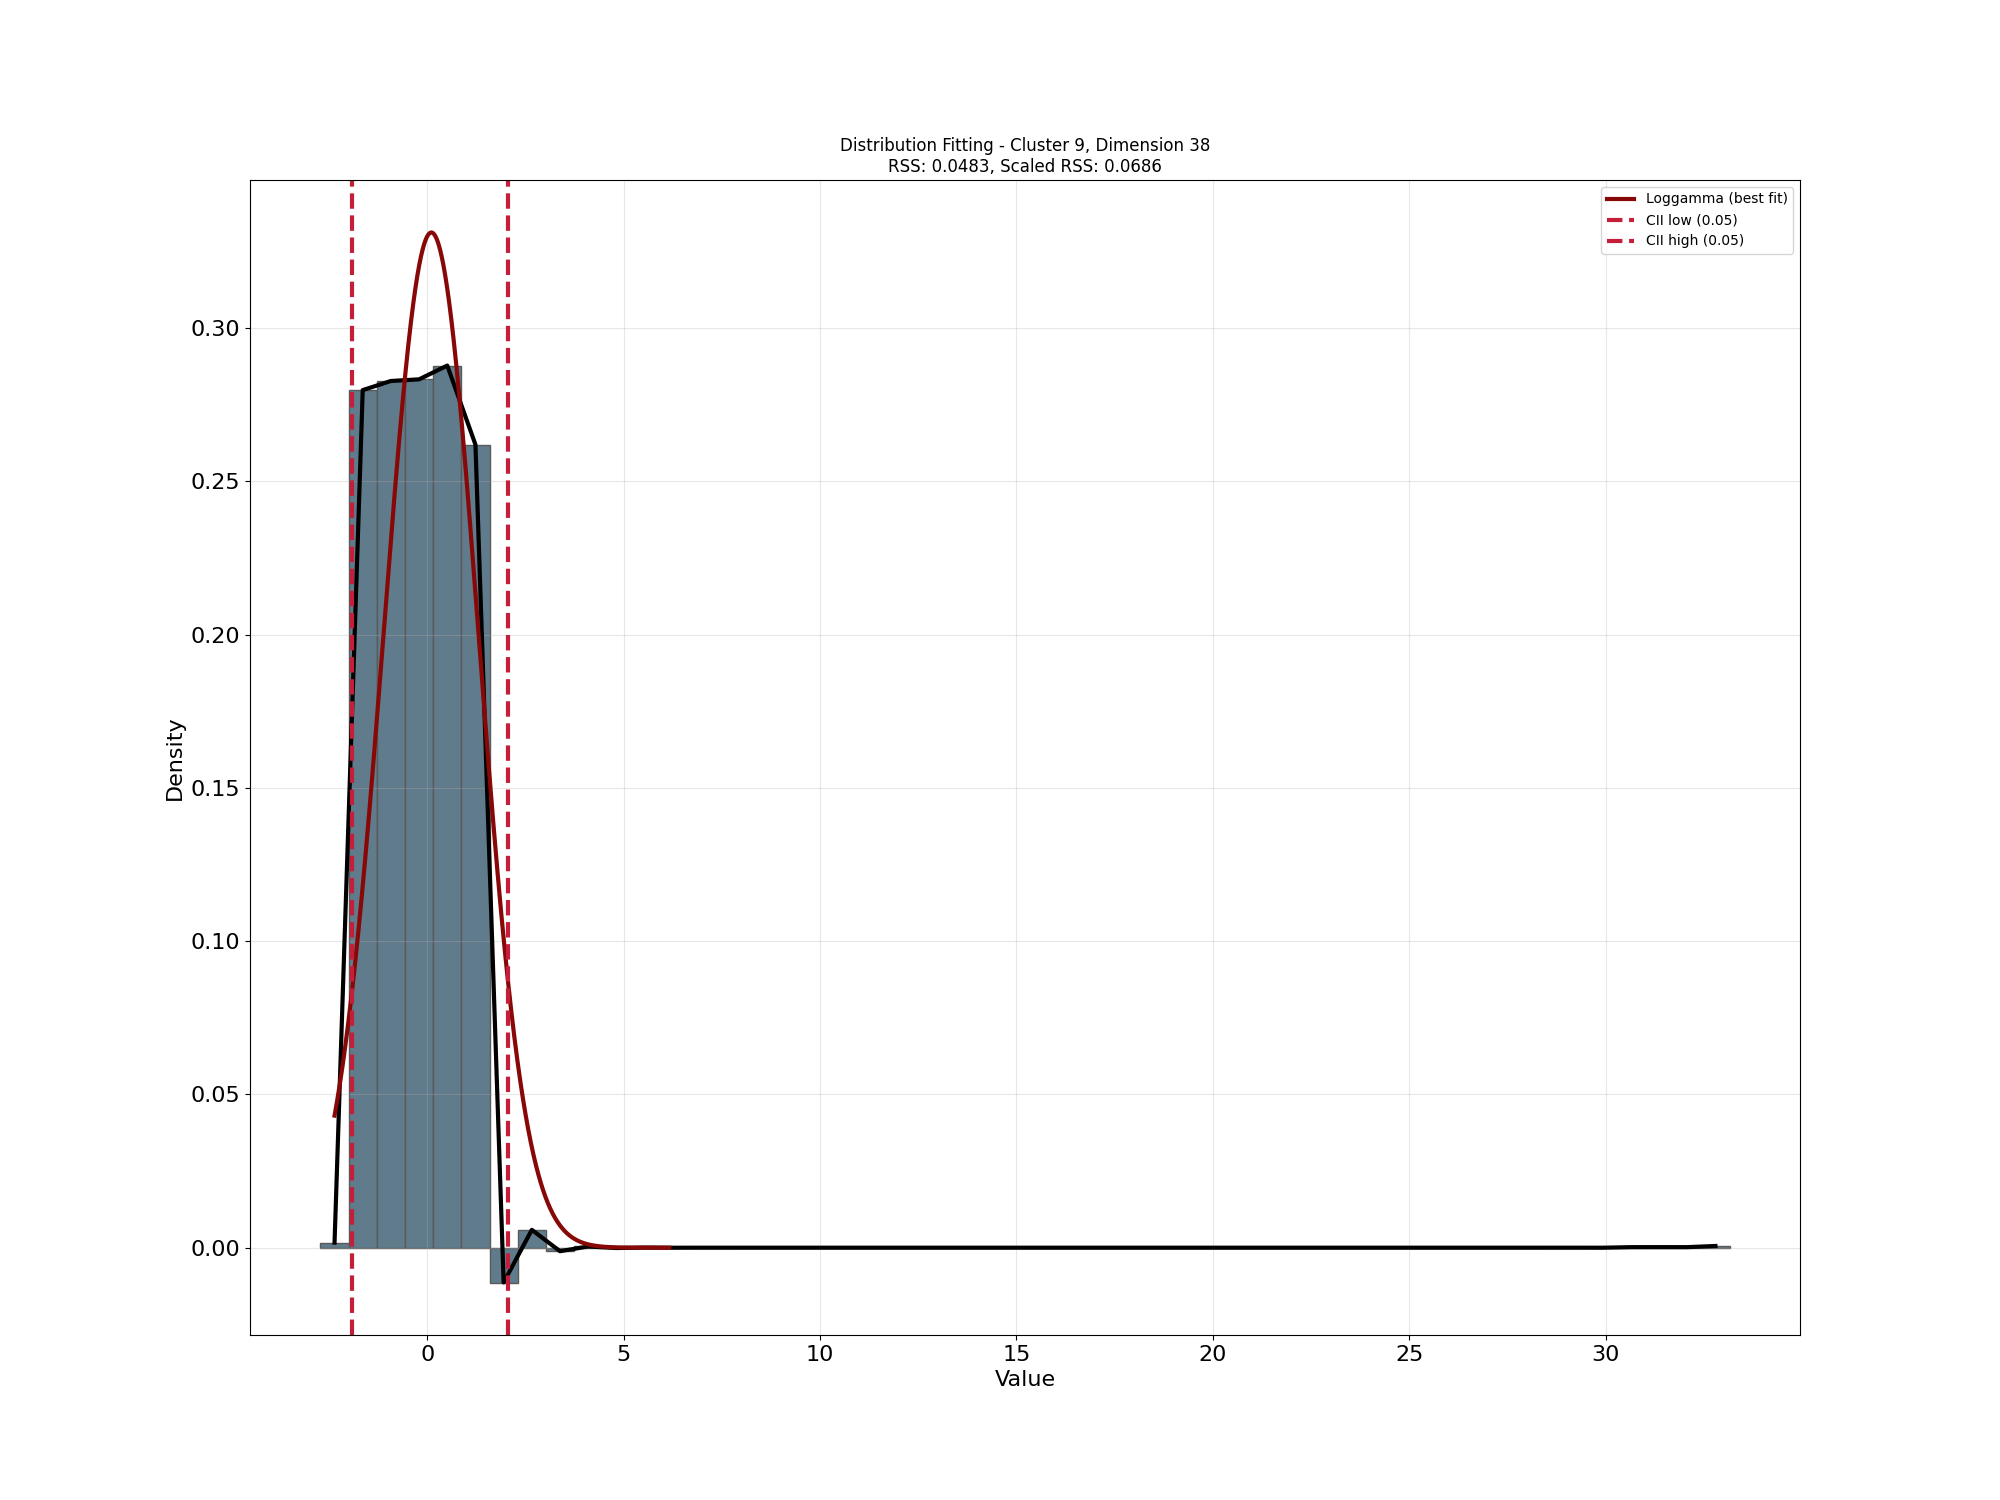 Distribution Fitting - Cluster 9, Dimension 38
RSS: 0.0483, Scaled RSS: 0.0686
Loggamma (best fit)
CII low (0.05)
CII high (0.05)
0.30
0.25
0.20
0.15
0.10
0.05
0.00
Density
0
5
10
15
20
25
30
Value